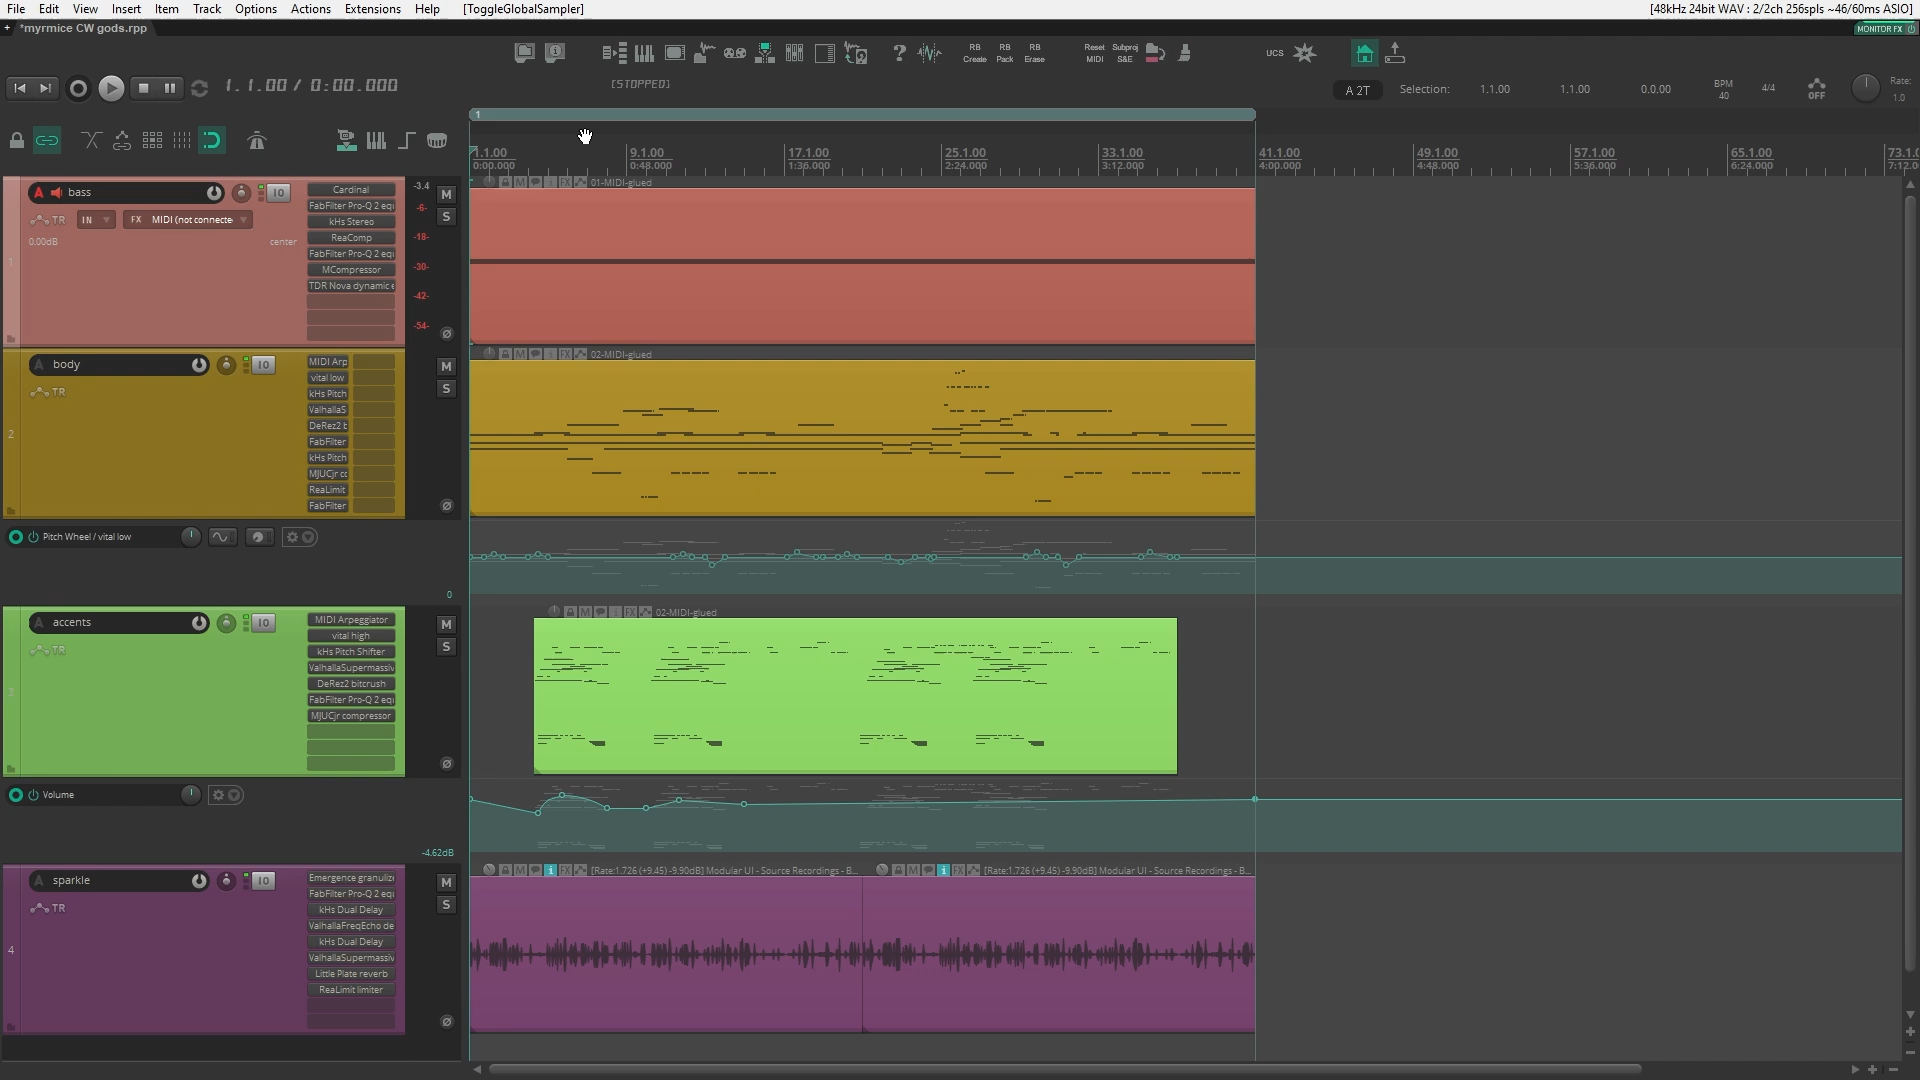 File Edit View Insert Item Track Options Actions Extensions Help [ToggleGlobalSampler] [48kHz 24bit WAV : 2/2ch 256spls ~46/60ms ASIO]
+ *myrmice CW gods.rpp MONITOR FX
RB Create RB Pack RB Erase Reset MIDI Subproj S&E UCS
1.1.00 / 0:00.000 [STOPPED] A 2T Selection: 1.1.00 1.1.00 0.0.00 BPM 40 4/4 OFF Rate: 1.0
1
1.1.00 9.1.00 17.1.00 25.1.00 33.1.00 41.1.00 49.1.00 57.1.00 65.1.00 73.1.0
0:00.000 0:48.000 1:36.000 2:24.000 3:12.000 4:00.000 4:48.000 5:36.000 6:24.000 7:12.0
01-MIDI-glued
A bass IO M S
TR IN FX MIDI (not connecte
0.00dB center
1
Cardinal
FabFilter Pro-Q 2 equ
kHs Stereo
ReaComp
FabFilter Pro-Q 2 equ
MCompressor
TDR Nova dynamic e
-3.4
-6-
-18-
-30-
-42-
-54-
02-MIDI-glued
A body IO M S
TR
2
MIDI Arp
vital low
kHs Pitch
ValhallaS
DeRez2 b
FabFilter
kHs Pitch
MJUCjr co
ReaLimit
FabFilter
Pitch Wheel / vital low
0
02-MIDI-glued
A accents IO M S
TR
3
MIDI Arpeggiator
vital high
kHs Pitch Shifter
ValhallaSupermassiv
DeRez2 bitcrush
FabFilter Pro-Q 2 equ
MJUCjr compressor
Volume
-4.62dB
[Rate:1.726 (+9.45) -9.90dB] Modular UI - Source Recordings - B...
[Rate:1.726 (+9.45) -9.90dB] Modular UI - Source Recordings - B...
A sparkle IO M S
TR
4
Emergence granuliz
FabFilter Pro-Q 2 equ
kHs Dual Delay
ValhallaFreqEcho de
kHs Dual Delay
ValhallaSupermassiv
Little Plate reverb
ReaLimit limiter